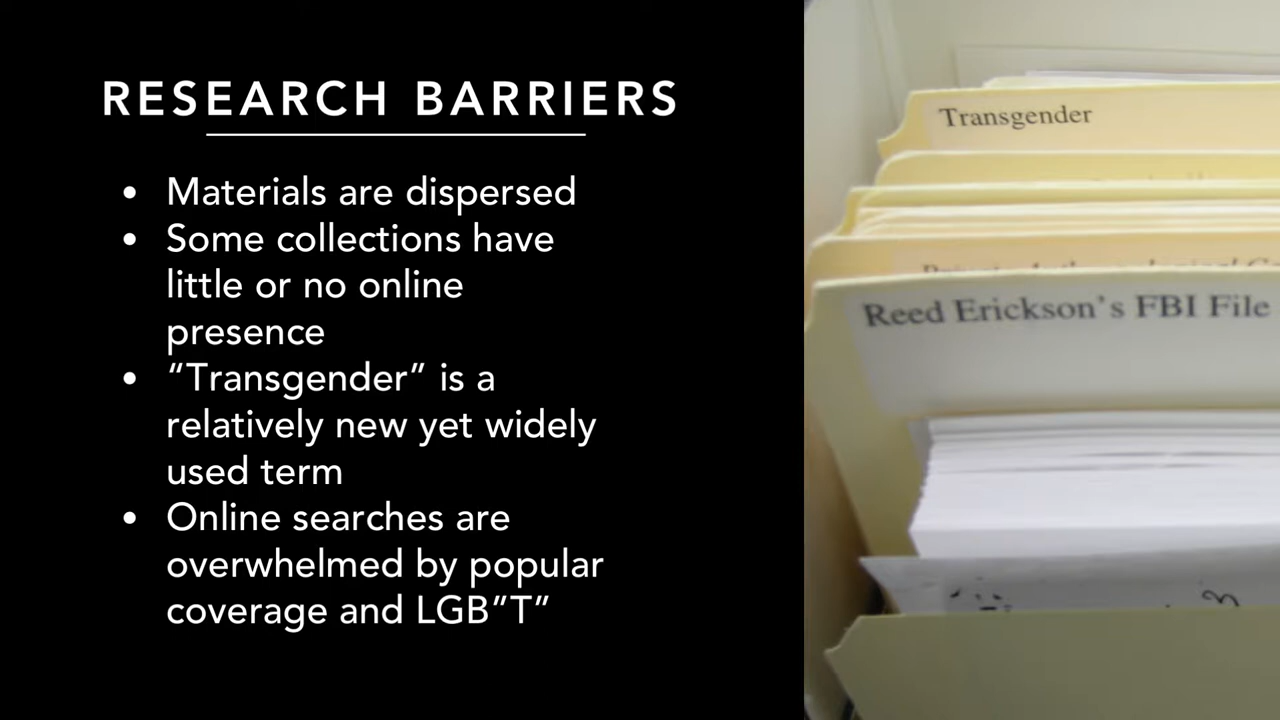 RESEARCH BARRIERS
• Materials are dispersed
• Some collections have
little or no online
presence
• “Transgender” is a
relatively new yet widely
used term
• Online searches are
overwhelmed by popular
coverage and LGB”T”
Transgender
Reed Erickson’s FBI File